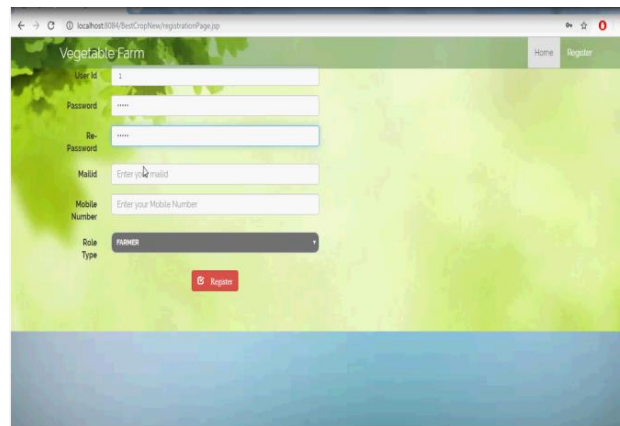 localhost:8084/BestCropNew/registrationPage.jsp
Vegetable Farm
Home Register
User Id 1
Password •••••
Re-
Password •••••
Mailid Enter your mailid
Mobile
Number Enter your Mobile Number
Role
Type FARMER
Register